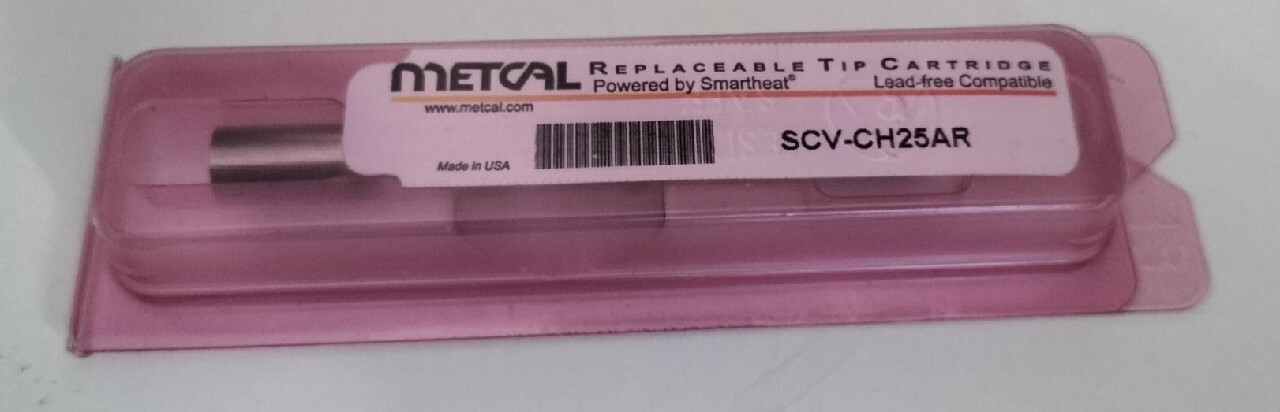 METCAL REPLACEABLE TIP CARTRIDGE
Powered by Smartheat® Lead-free Compatible
www.metcal.com
SCV-CH25AR
Made in USA